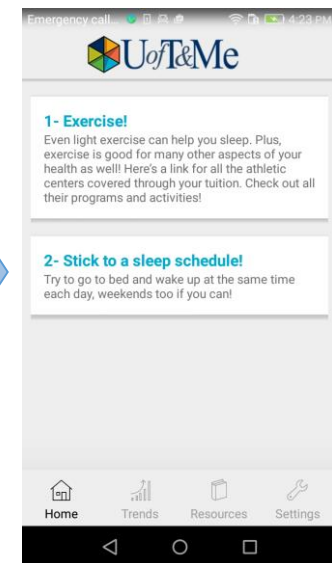 Emergency call... 4:23 PM
UofT&Me
1- Exercise!
Even light exercise can help you sleep. Plus,
exercise is good for many other aspects of your
health as well! Here's a link for all the athletic
centers covered through your tuition. Check out all
their programs and activities!
2- Stick to a sleep schedule!
Try to go to bed and wake up at the same time
each day, weekends too if you can!
Home Trends Resources Settings